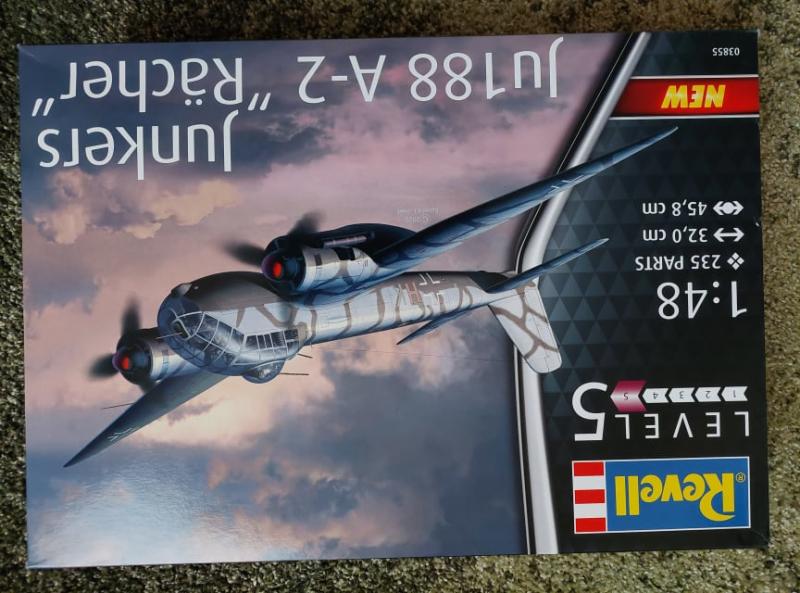 Revell®
LEVEL 5
1 2 3 4 5
1:48
235 PARTS
32,0 cm
45,8 cm
NEW
03855
Junkers
Ju188 A-2 "Rächer"